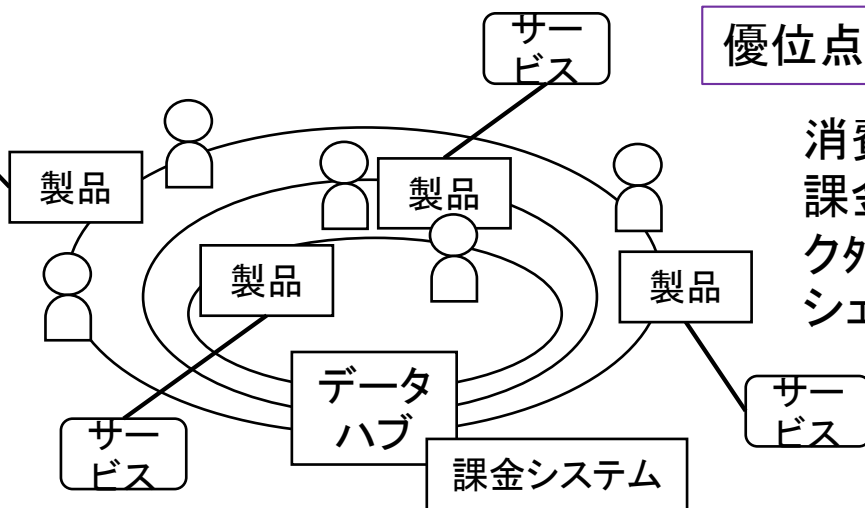 サー
ビス
優位点
製品
製品
製品
製品
消費
課金
クタ
シェ
データ
ハブ
サー
ビス
サー
ビス
課金システム